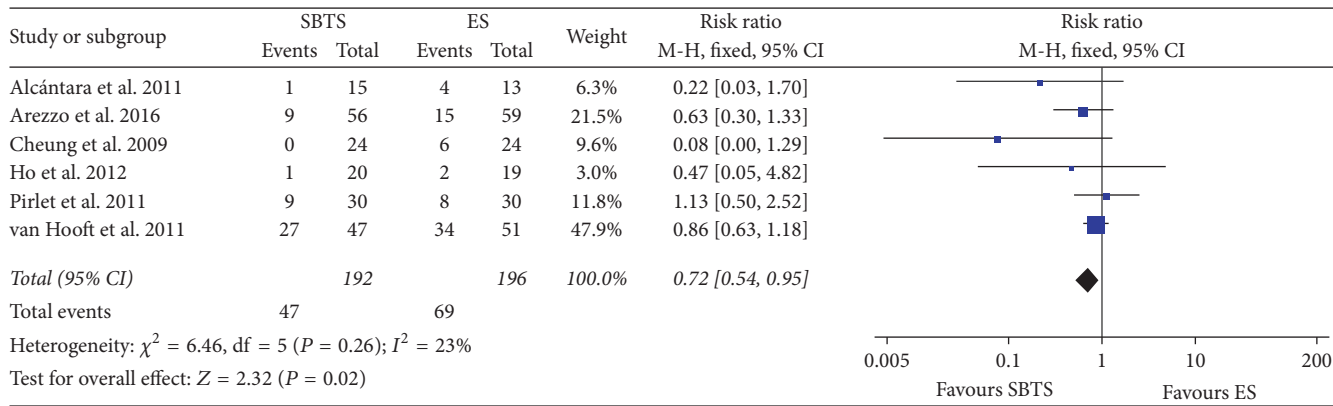 Study or subgroup SBTS ES Weight Risk ratio Risk ratio
Events Total Events Total M-H, fixed, 95% CI M-H, fixed, 95% CI
Alcántara et al. 2011 1 15 4 13 6.3% 0.22 [0.03, 1.70]
Arezzo et al. 2016 9 56 15 59 21.5% 0.63 [0.30, 1.33]
Cheung et al. 2009 0 24 6 24 9.6% 0.08 [0.00, 1.29]
Ho et al. 2012 1 20 2 19 3.0% 0.47 [0.05, 4.82]
Pirlet et al. 2011 9 30 8 30 11.8% 1.13 [0.50, 2.52]
van Hooft et al. 2011 27 47 34 51 47.9% 0.86 [0.63, 1.18]
Total (95% CI) 192 196 100.0% 0.72 [0.54, 0.95]
Total events 47 69
Heterogeneity: χ² = 6.46, df = 5 (P = 0.26); I² = 23%
Test for overall effect: Z = 2.32 (P = 0.02)
0.005 0.1 1 10 200
Favours SBTS Favours ES